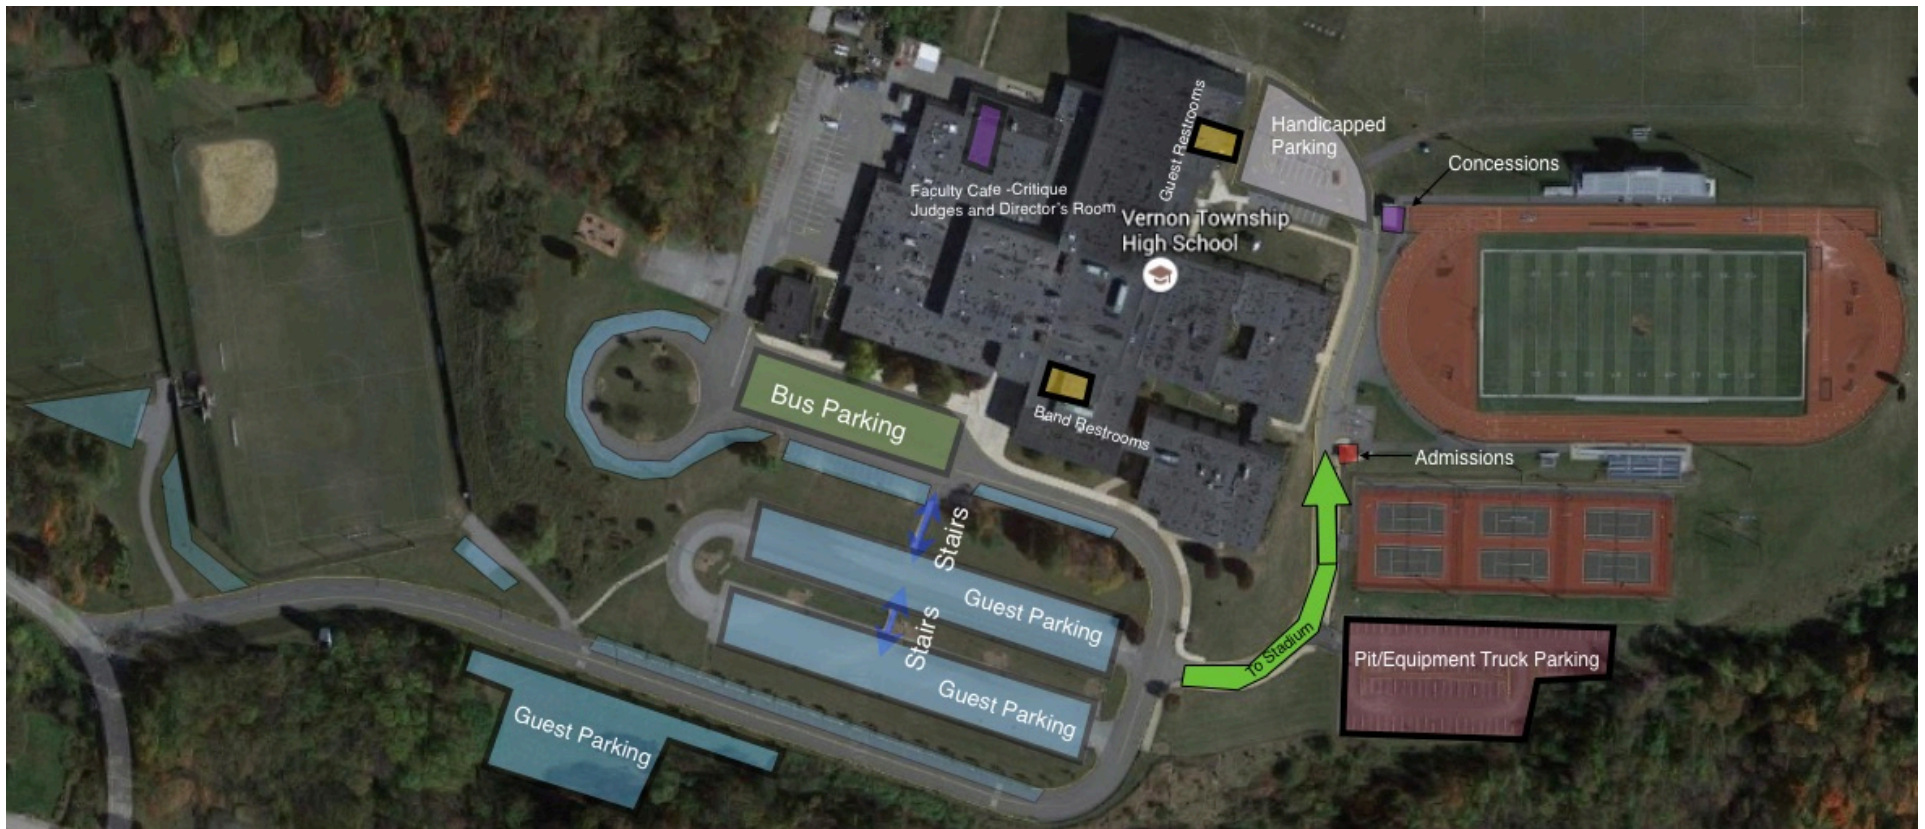 Guest Restrooms
Handicapped
Parking
Concessions
Faculty Cafe -Critique
Judges and Director's Room
Vernon Township
High School
Bus Parking
Band Restrooms
Admissions
Stairs
Guest Parking
Stairs
To Stadium
Guest Parking
Pit/Equipment Truck Parking
Guest Parking